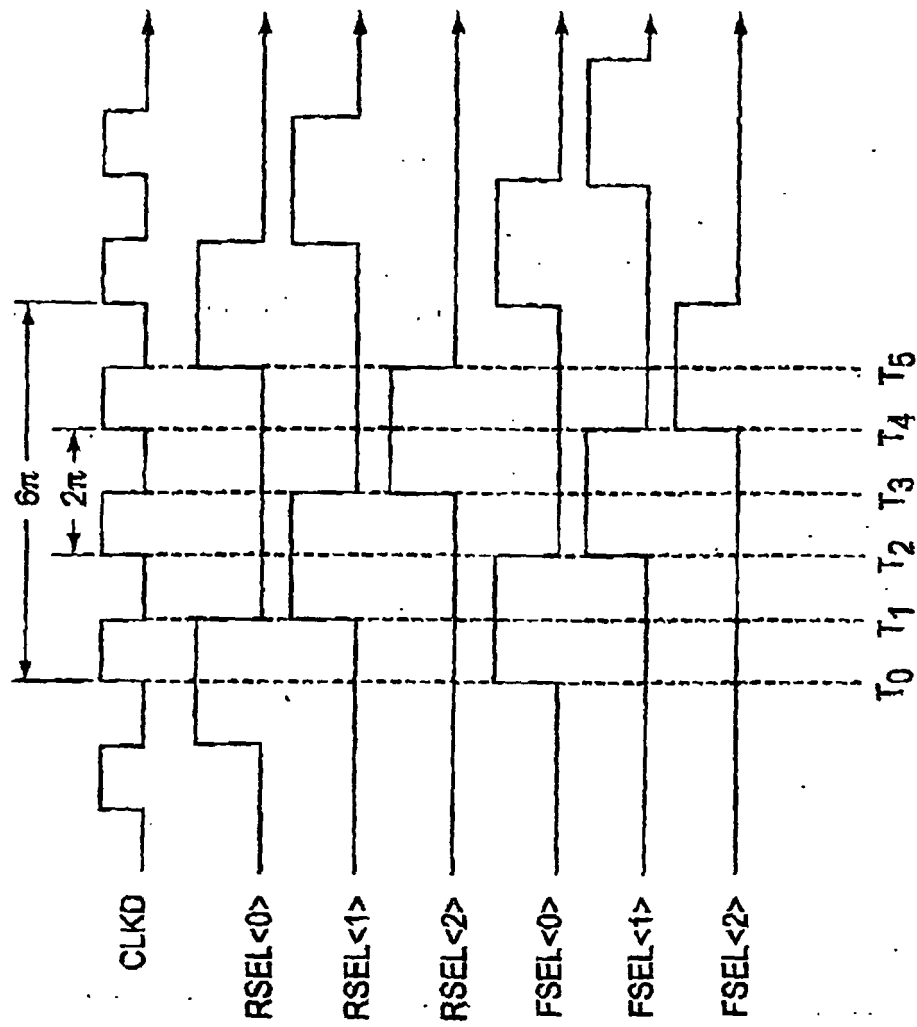 6π
2π
CLKD
RSEL<0>
RSEL<1>
RSEL<2>
FSEL<0>
FSEL<1>
FSEL<2>
T0
T1
T2
T3
T4
T5